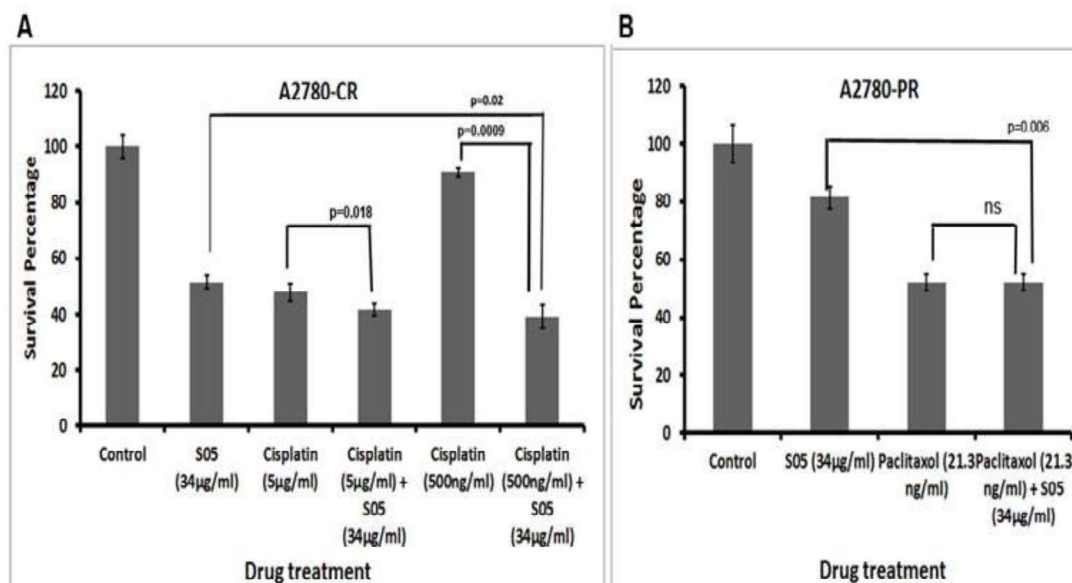 A
A2780-CR
Survival Percentage
120
100
80
60
40
20
0
p=0.02
p=0.0009
p=0.018
Control
S05
(34µg/ml)
Cisplatin
(5µg/ml)
Cisplatin
(5µg/ml) +
S05
(34µg/ml)
Cisplatin
(500ng/ml)
Cisplatin
(500ng/ml) +
S05
(34µg/ml)
Drug treatment
B
A2780-PR
Survival Percentage
120
100
80
60
40
20
0
p=0.006
ns
Control
S05 (34µg/ml)
Paclitaxol (21.3
ng/ml)
Paclitaxol (21.3
ng/ml) + S05
(34µg/ml)
Drug treatment